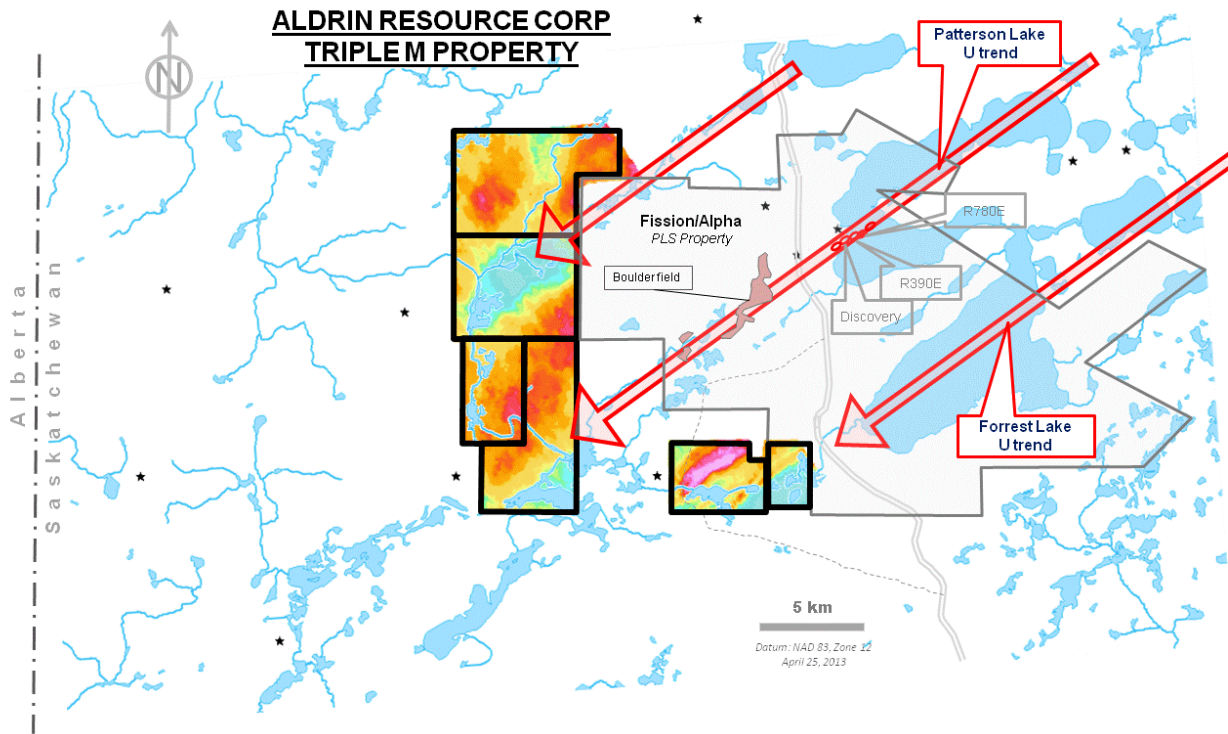 ALDRIN RESOURCE CORP
TRIPLE M PROPERTY
N
Patterson Lake
U trend
Fission/Alpha
PLS Property
R780E
Boulderfield
R390E
Discovery
Alberta
Saskatchewan
Forrest Lake
U trend
5 km
Datum: NAD 83, Zone 12
April 25, 2013